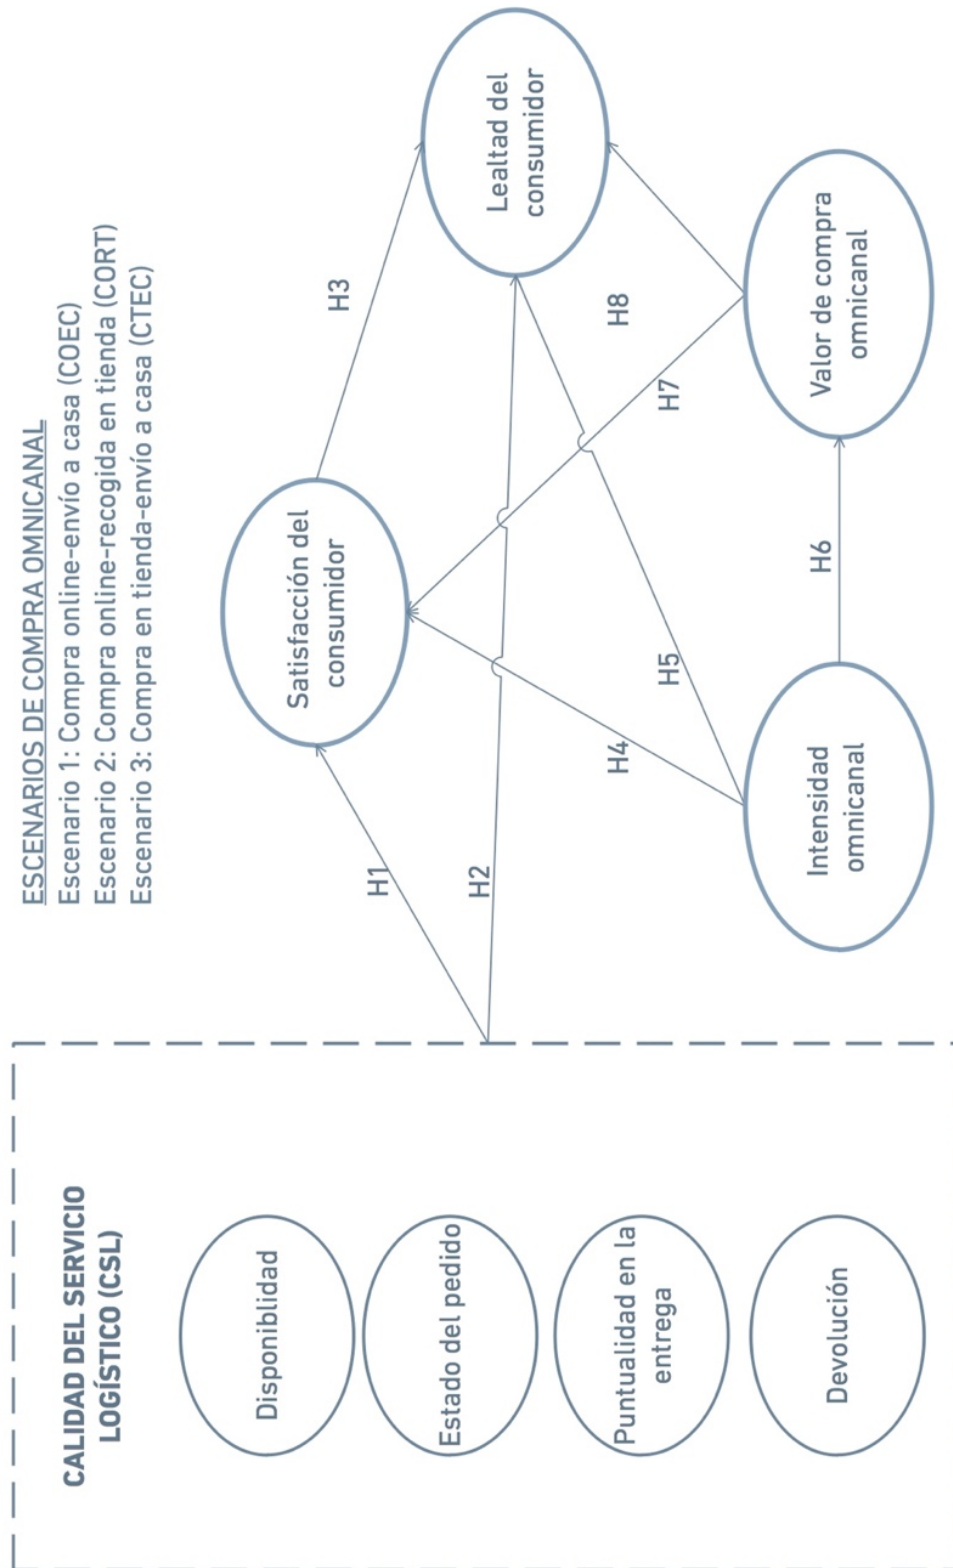 ESCENARIOS DE COMPRA OMNICANAL
Escenario 1: Compra online-envío a casa (COEC)
Escenario 2: Compra online-recogida en tienda (CORT)
Escenario 3: Compra en tienda-envío a casa (CTEC)
CALIDAD DEL SERVICIO
LOGÍSTICO (CSL)
Disponiblidad
Estado del pedido
Puntualidad en la
entrega
Devolución
H1
H2
Satisfacción del
consumidor
H3
Lealtad del
consumidor
H4
H5
H7
H8
Intensidad
omnicanal
H6
Valor de compra
omnicanal